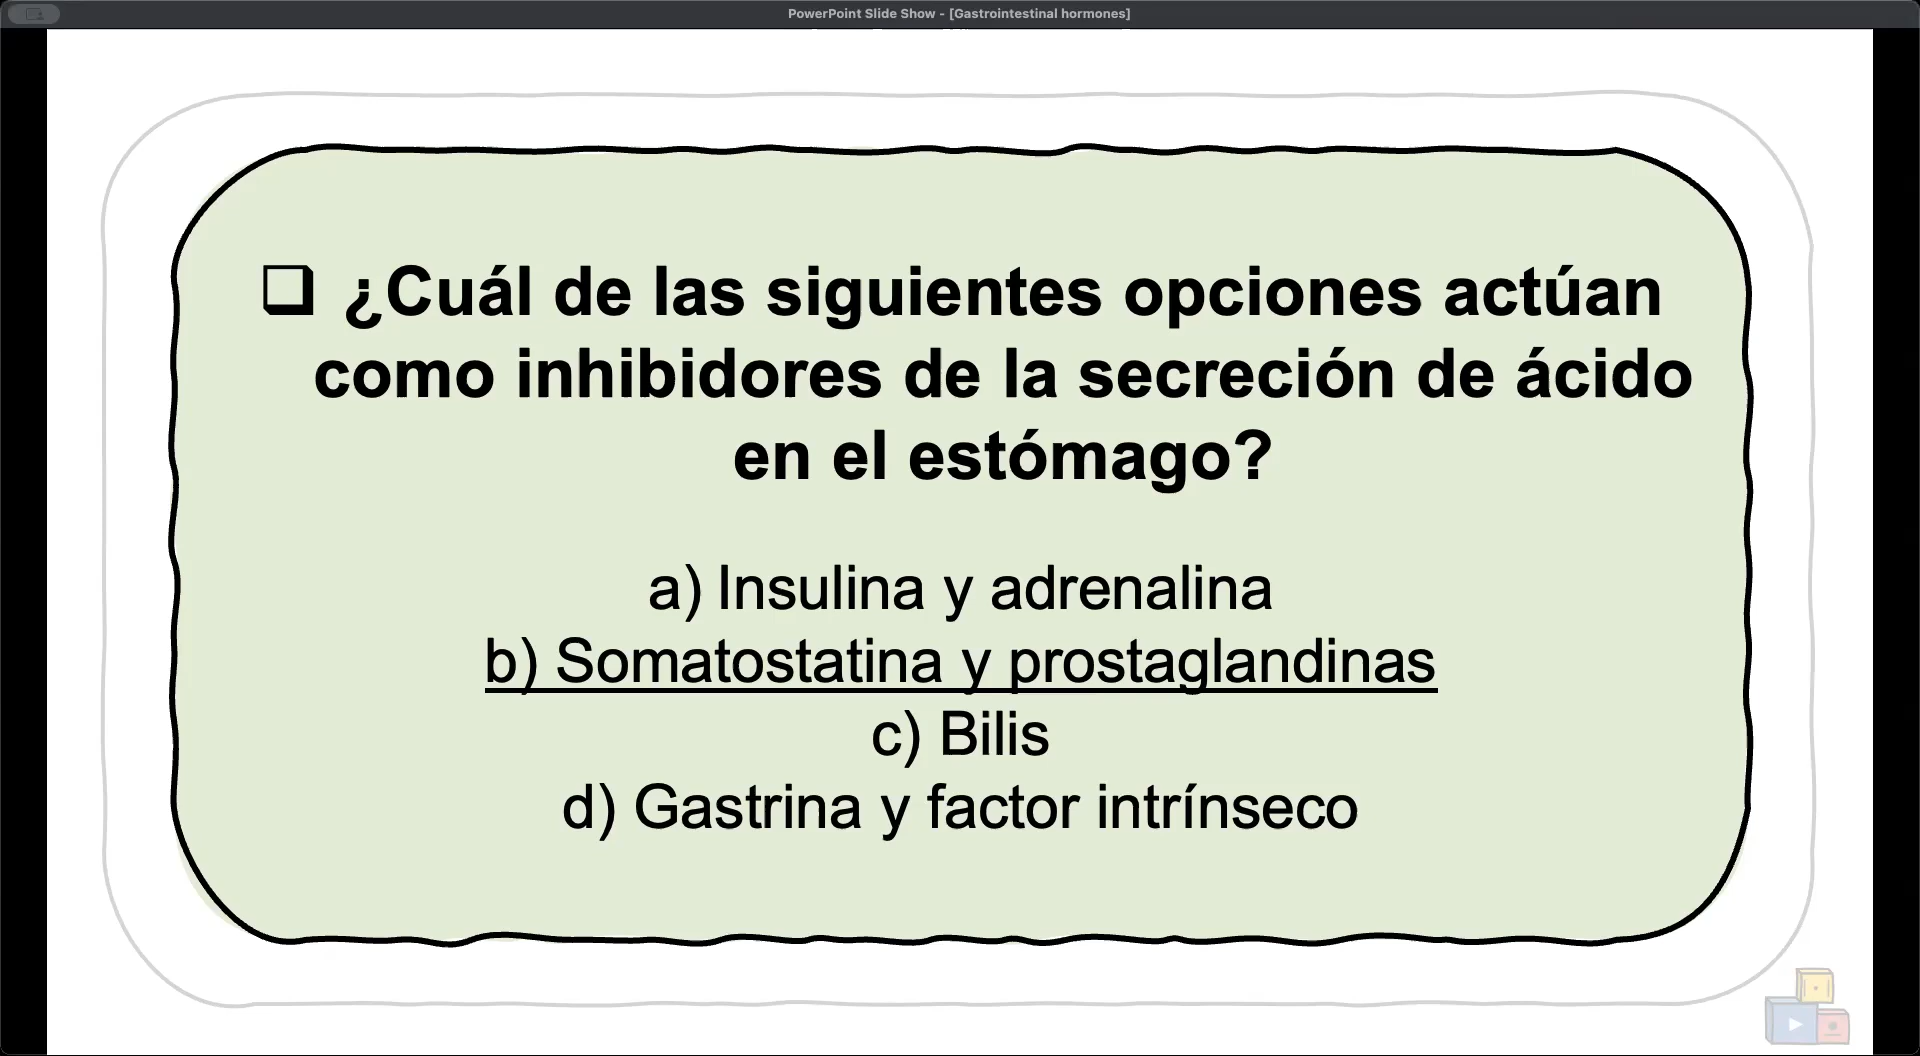 PowerPoint Slide Show - [Gastrointestinal hormones]
❑ ¿Cuál de las siguientes opciones actúan
como inhibidores de la secreción de ácido
en el estómago?
a) Insulina y adrenalina
b) Somatostatina y prostaglandinas
c) Bilis
d) Gastrina y factor intrínseco